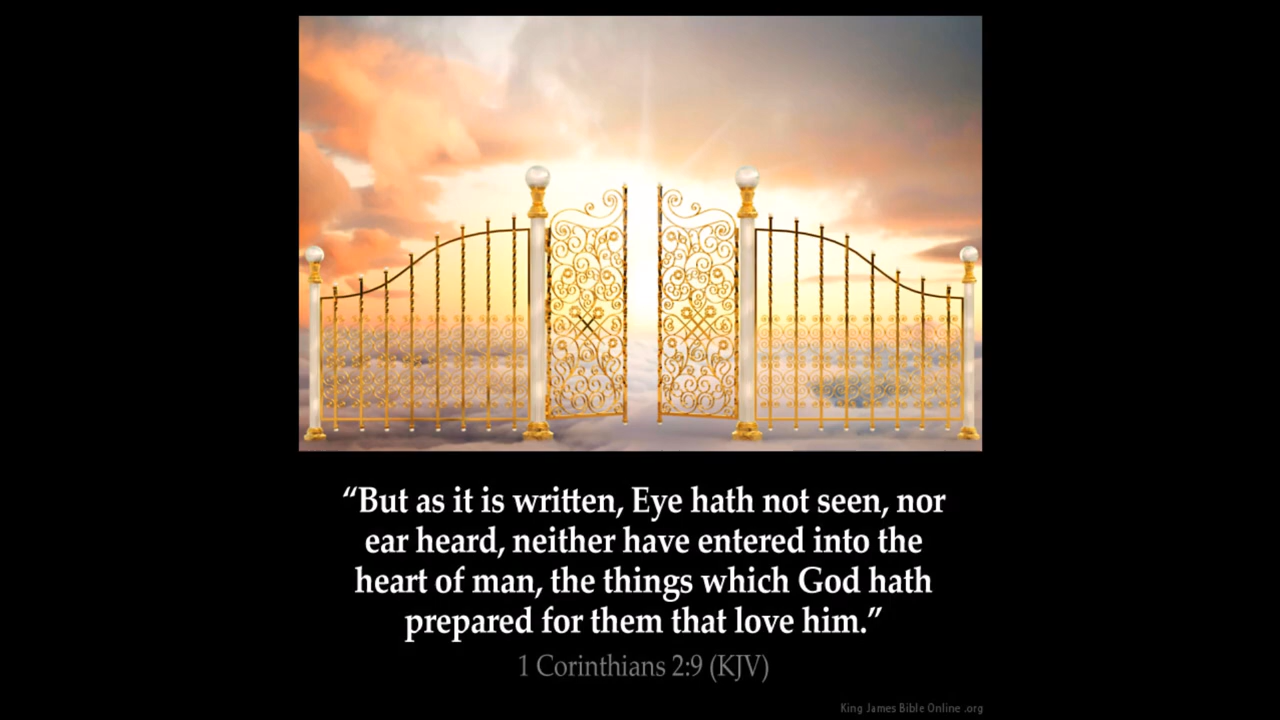 “But as it is written, Eye hath not seen, nor
ear heard, neither have entered into the
heart of man, the things which God hath
prepared for them that love him.”
1 Corinthians 2:9 (KJV)
King James Bible Online .org